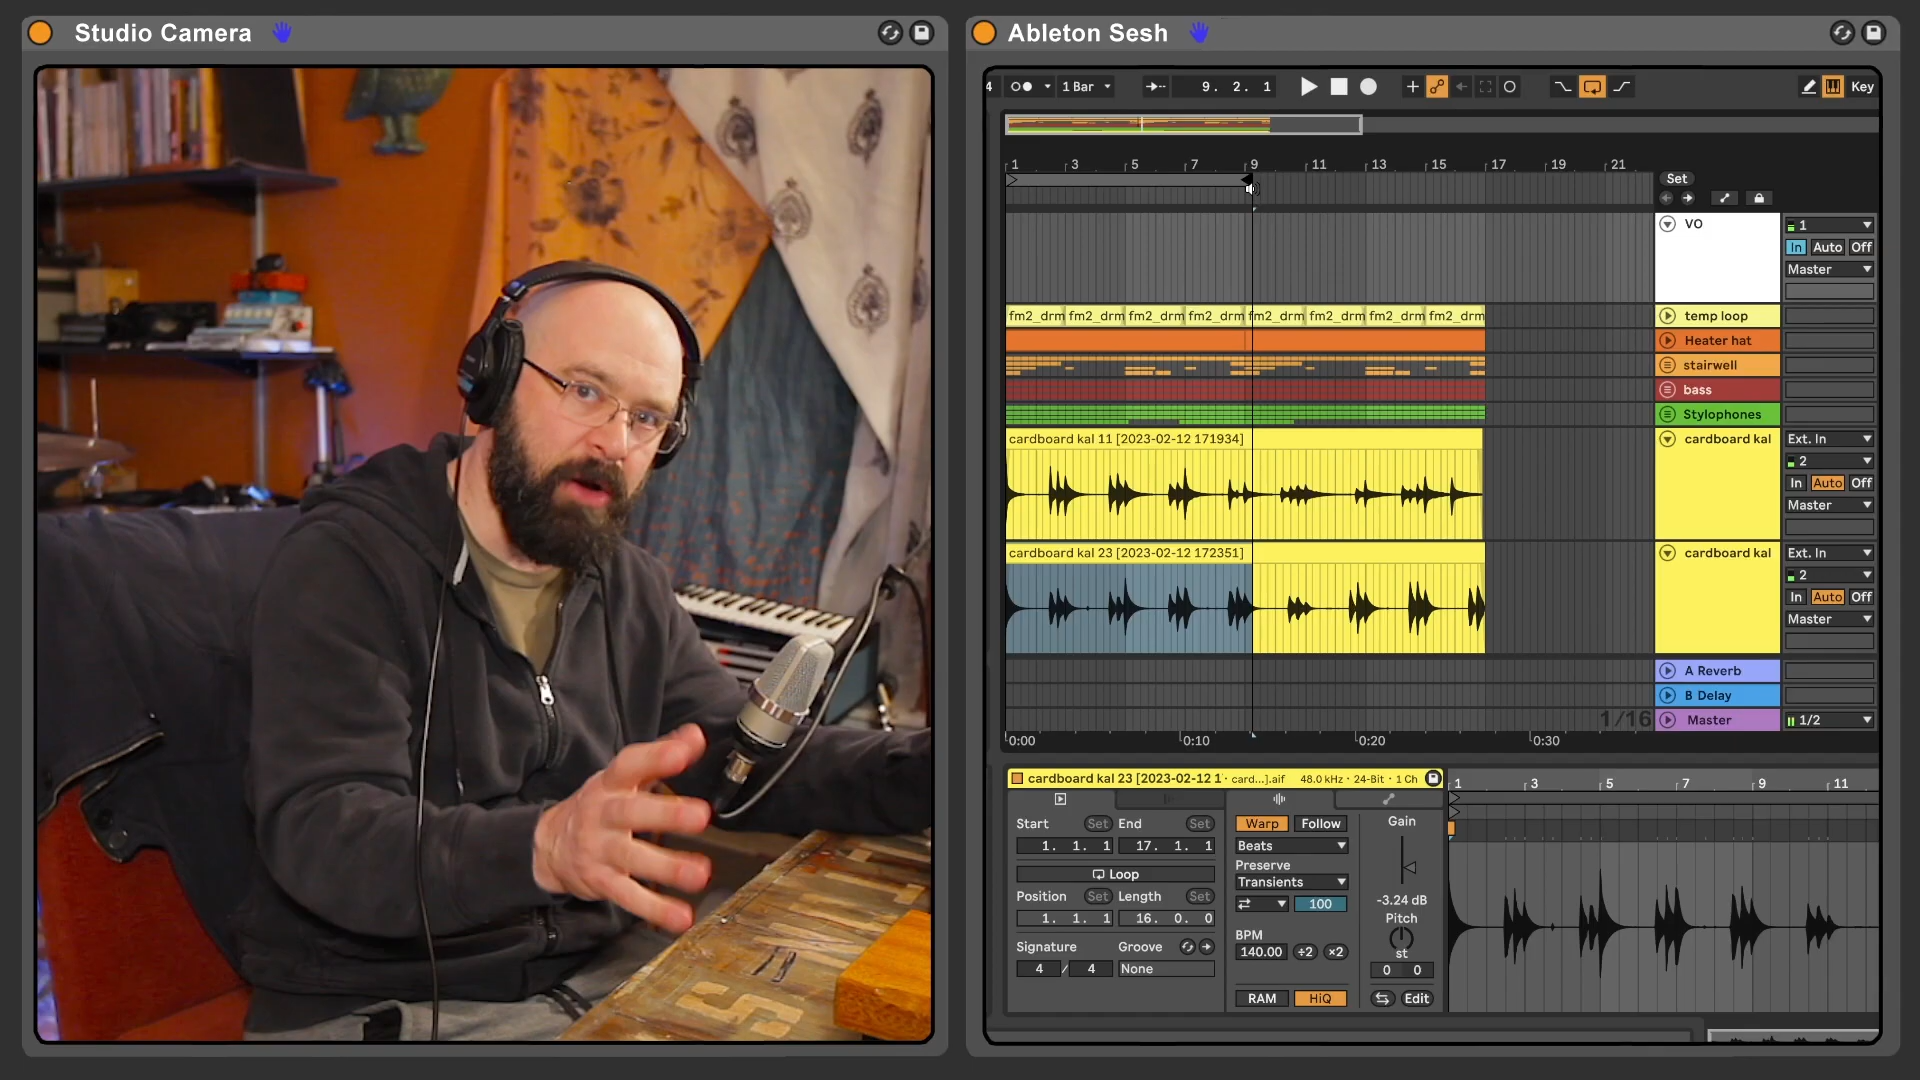 Studio Camera
Ableton Sesh
4
1 Bar
9. 2. 1
Key
1 3 5 7 9 11 13 15 17 19 21
Set
VO
1
In Auto Off
Master
fm2_drm fm2_drm fm2_drm fm2_drm fm2_drm fm2_drm fm2_drm fm2_drm
temp loop
Heater hat
stairwell
bass
Stylophones
cardboard kal 11 [2023-02-12 171934]
cardboard kal
Ext. In
2
In Auto Off
Master
cardboard kal 23 [2023-02-12 172351]
cardboard kal
Ext. In
2
In Auto Off
Master
A Reverb
B Delay
1/16
Master
1/2
0:00 0:10 0:20 0:30
cardboard kal 23 [2023-02-12 1 · card...].aif 48.0 kHz · 24-Bit · 1 Ch
1 3 5 7 9 11
Start Set End Set
1. 1. 1 17. 1. 1
Loop
Position Set Length Set
1. 1. 1 16. 0. 0
Signature Groove
4 / 4 None
Warp Follow
Beats
Preserve
Transients
100
BPM
140.00 ÷2 ×2
RAM HiQ
Gain
-3.24 dB
Pitch
st
0 0
Edit